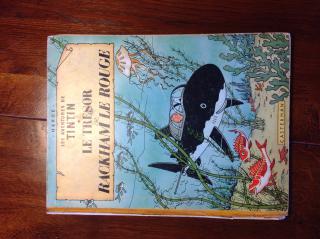 HERGÉ
LES AVENTURES DE
TINTIN
LE TRÉSOR
DE
RACKHAM LE ROUGE
CASTERMAN